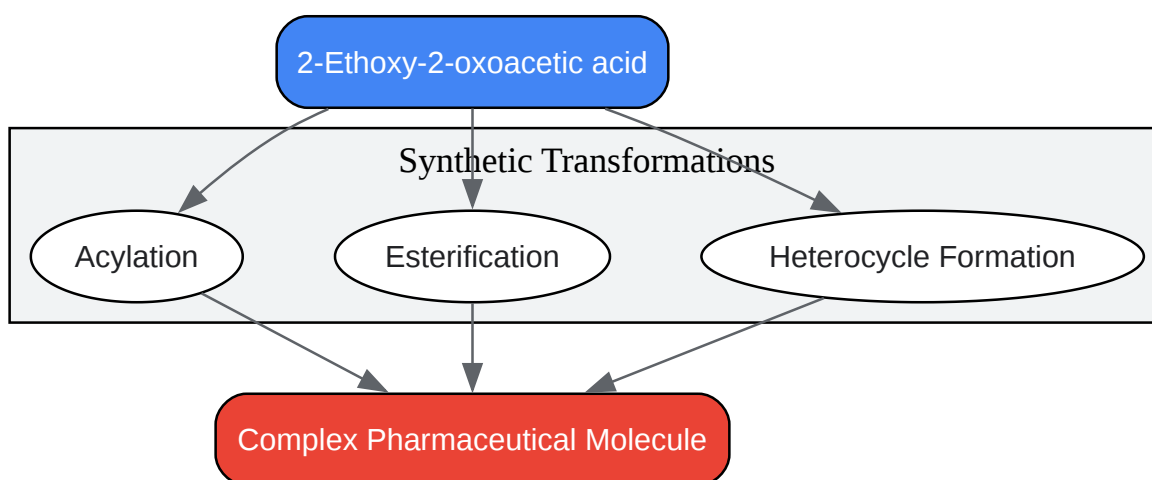 2-Ethoxy-2-oxoacetic acid
Synthetic Transformations
Acylation
Esterification
Heterocycle Formation
Complex Pharmaceutical Molecule